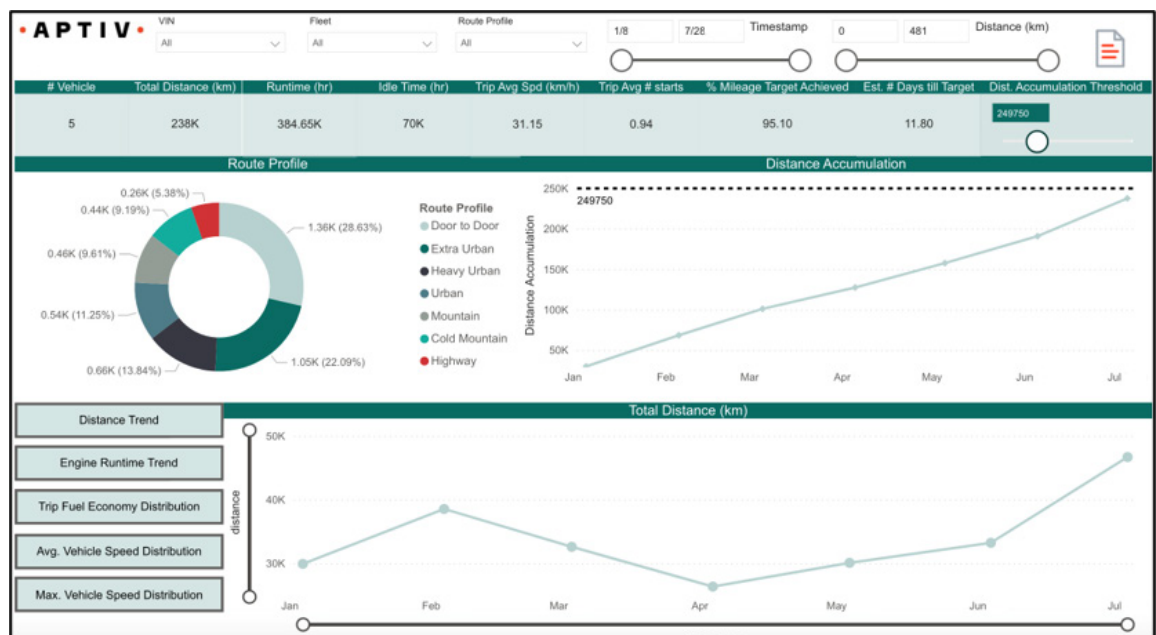 • APTIV •
VIN
All
Fleet
All
Route Profile
All
1/8
7/28
Timestamp
0
481
Distance (km)
# Vehicle
Total Distance (km)
Runtime (hr)
Idle Time (hr)
Trip Avg Spd (km/h)
Trip Avg # starts
% Mileage Target Achieved
Est. # Days till Target
Dist. Accumulation Threshold
5
238K
384.65K
70K
31.15
0.94
95.10
11.80
249750
Route Profile
0.26K (5.38%)
0.44K (9.19%)
0.46K (9.61%)
0.54K (11.25%)
0.66K (13.84%)
1.05K (22.09%)
1.36K (28.63%)
Route Profile
Door to Door
Extra Urban
Heavy Urban
Urban
Mountain
Cold Mountain
Highway
Distance Accumulation
Distance Accumulation
250K
249750
200K
150K
100K
50K
Jan
Feb
Mar
Apr
May
Jun
Jul
Distance Trend
Engine Runtime Trend
Trip Fuel Economy Distribution
Avg. Vehicle Speed Distribution
Max. Vehicle Speed Distribution
Total Distance (km)
distance
50K
40K
30K
Jan
Feb
Mar
Apr
May
Jun
Jul